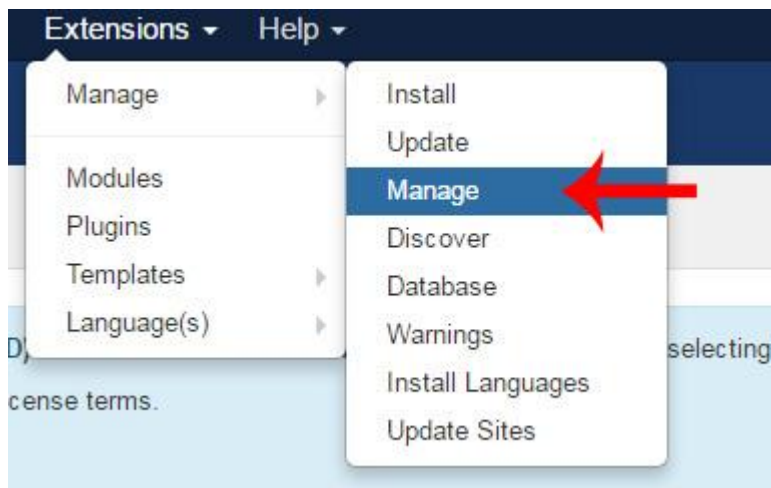 Extensions Help
Manage
Modules
Plugins
Templates
Language(s)
Install
Update
Manage
Discover
Database
Warnings
Install Languages
Update Sites
D)
selecting
cense terms.